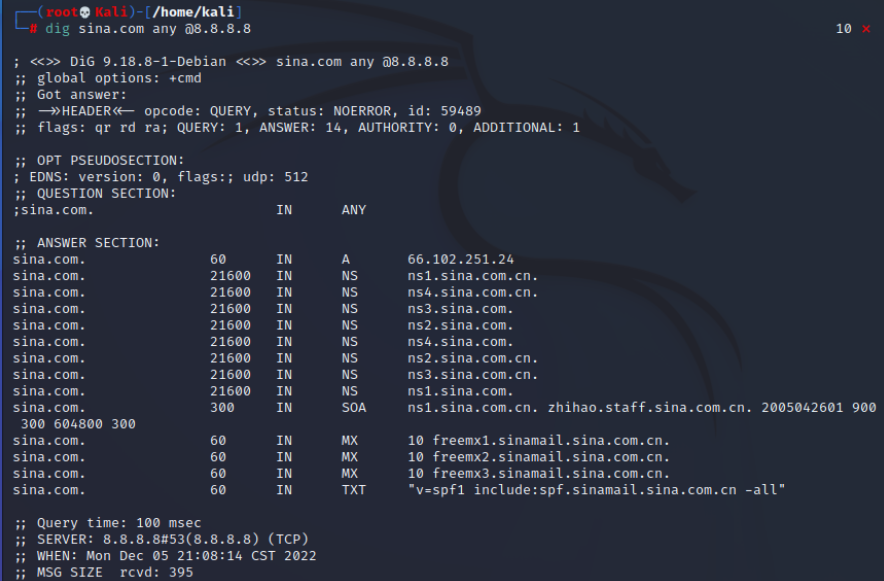 ┌──(root💀Kali)-[/home/kali]
└─# dig sina.com any @8.8.8.8 10 ⨯
; <<>> DiG 9.18.8-1-Debian <<>> sina.com any @8.8.8.8
;; global options: +cmd
;; Got answer:
;; ->>HEADER<<- opcode: QUERY, status: NOERROR, id: 59489
;; flags: qr rd ra; QUERY: 1, ANSWER: 14, AUTHORITY: 0, ADDITIONAL: 1
;; OPT PSEUDOSECTION:
; EDNS: version: 0, flags:; udp: 512
;; QUESTION SECTION:
;sina.com. IN ANY
;; ANSWER SECTION:
sina.com. 60 IN A 66.102.251.24
sina.com. 21600 IN NS ns1.sina.com.cn.
sina.com. 21600 IN NS ns4.sina.com.cn.
sina.com. 21600 IN NS ns3.sina.com.
sina.com. 21600 IN NS ns2.sina.com.
sina.com. 21600 IN NS ns4.sina.com.
sina.com. 21600 IN NS ns2.sina.com.cn.
sina.com. 21600 IN NS ns3.sina.com.cn.
sina.com. 21600 IN NS ns1.sina.com.
sina.com. 300 IN SOA ns1.sina.com.cn. zhihao.staff.sina.com.cn. 2005042601 900
300 604800 300
sina.com. 60 IN MX 10 freemx1.sinamail.sina.com.cn.
sina.com. 60 IN MX 10 freemx2.sinamail.sina.com.cn.
sina.com. 60 IN MX 10 freemx3.sinamail.sina.com.cn.
sina.com. 60 IN TXT "v=spf1 include:spf.sinamail.sina.com.cn -all"
;; Query time: 100 msec
;; SERVER: 8.8.8.8#53(8.8.8.8) (TCP)
;; WHEN: Mon Dec 05 21:08:14 CST 2022
;; MSG SIZE rcvd: 395